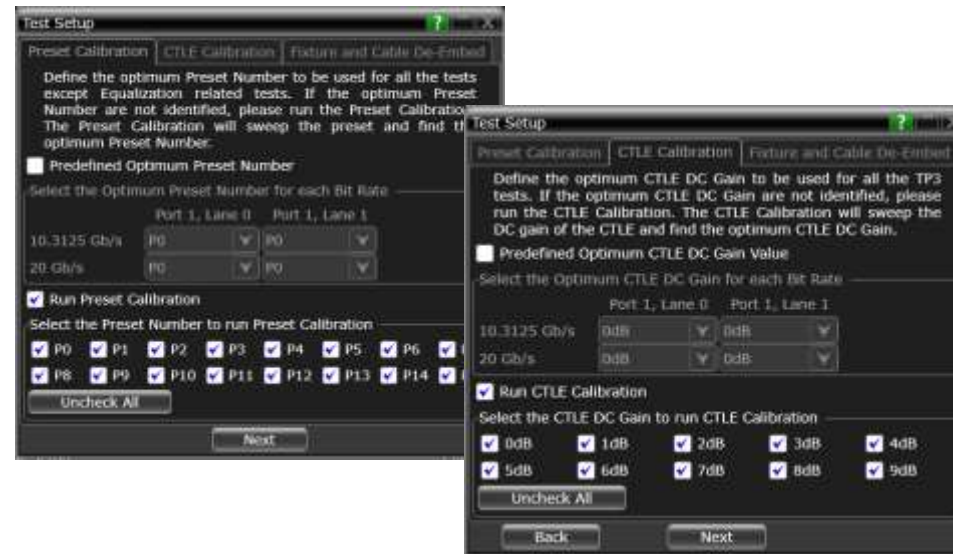 Test Setup
?
X
Preset Calibration
CTLE Calibration
Fixture and Cable De-Embed
Define the optimum Preset Number to be used for all the tests
except Equalization related tests. If the optimum Preset
Number are not identified, please run the Preset
The Preset Calibration will sweep the preset and find
optimum Preset Number.
Predefined Optimum Preset Number
Select the Optimum Preset Number for each Bit Rate
Port 1, Lane 0 Port 1, Lane 1
10.3125 Gb/s P0 P0
20 Gb/s P0 P0
Run Preset Calibration
Select the Preset Number to run Preset Calibration
P0 P1 P2 P3 P4 P5 P6
P8 P9 P10 P11 P12 P13 P14
Uncheck All
Next
Test Setup
?
Preset Calibration
CTLE Calibration
Fixture and Cable De-Embed
Define the optimum CTLE DC Gain to be used for all the TP3
tests. If the optimum CTLE DC Gain are not identified, please
run the CTLE Calibration. The CTLE Calibration will sweep the
DC gain of the CTLE and find the optimum CTLE DC Gain.
Predefined Optimum CTLE DC Gain Value
Select the Optimum CTLE DC Gain for each Bit Rate
Port 1, Lane 0 Port 1, Lane 1
10.3125 Gb/s 0dB 0dB
20 Gb/s 0dB 0dB
Run CTLE Calibration
Select the CTLE DC Gain to run CTLE Calibration
0dB 1dB 2dB 3dB 4dB
5dB 6dB 7dB 8dB 9dB
Uncheck All
Back Next